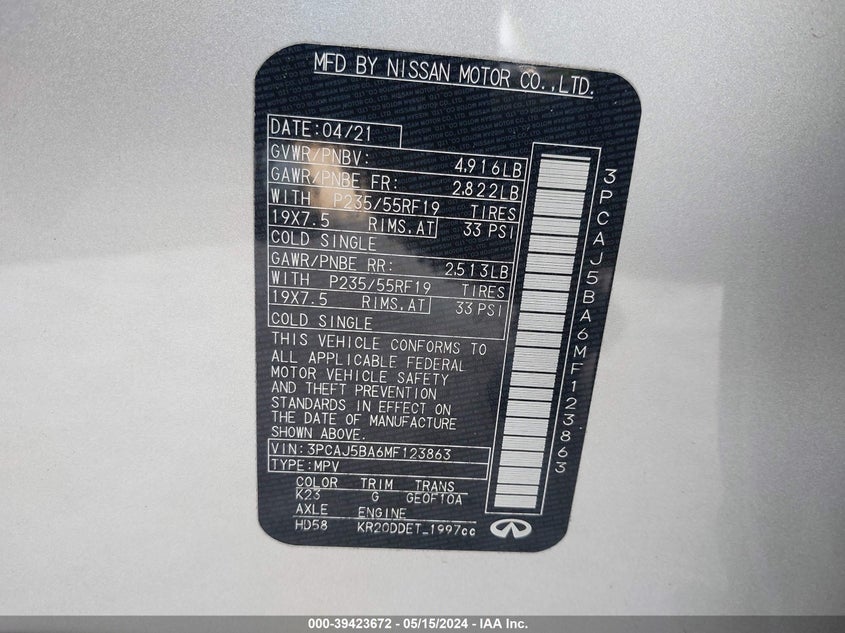 MFD BY NISSAN MOTOR CO.,LTD.
DATE:04/21
GVWR/PNBV: 4,916LB
GAWR/PNBE FR: 2,822LB
WITH P235/55RF19 TIRES
19X7.5 RIMS,AT 33 PSI
COLD SINGLE
GAWR/PNBE RR: 2,513LB
WITH P235/55RF19 TIRES
19X7.5 RIMS,AT 33 PSI
COLD SINGLE
THIS VEHICLE CONFORMS TO
ALL APPLICABLE FEDERAL
MOTOR VEHICLE SAFETY
AND THEFT PREVENTION
STANDARDS IN EFFECT ON
THE DATE OF MANUFACTURE
SHOWN ABOVE.
VIN:3PCAJ5BA6MF123863
TYPE:MPV
COLOR TRIM TRANS
K23 G GE0F10A
AXLE ENGINE
HD58 KR20DDET_1997cc
3PCAJ5BA6MF123863
000-39423672 - 05/15/2024 - IAA Inc.